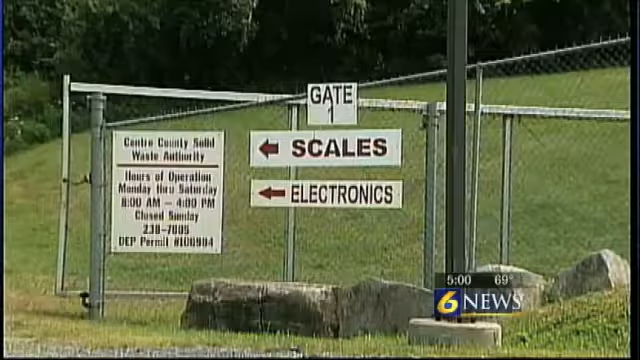 GATE
1
SCALES
ELECTRONICS
Centre County Solid
Waste Authority
Hours of Operation
Monday thru Saturday
8:00 AM – 4:00 PM
Closed Sunday
238-7005
DEP Permit #100904
5:00 69°
6 NEWS